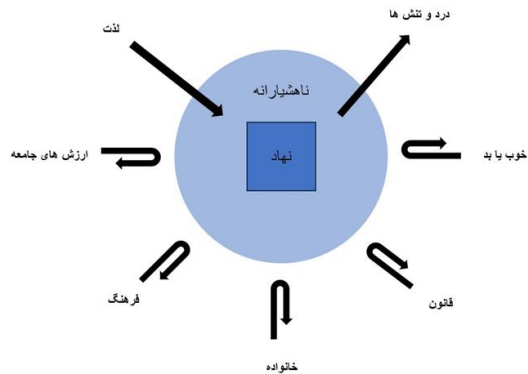 درد و تنش ها
لذت
ناهشیارانه
نهاد
خوب یا بد
ارزش های جامعه
قانون
فرهنگ
خانواده